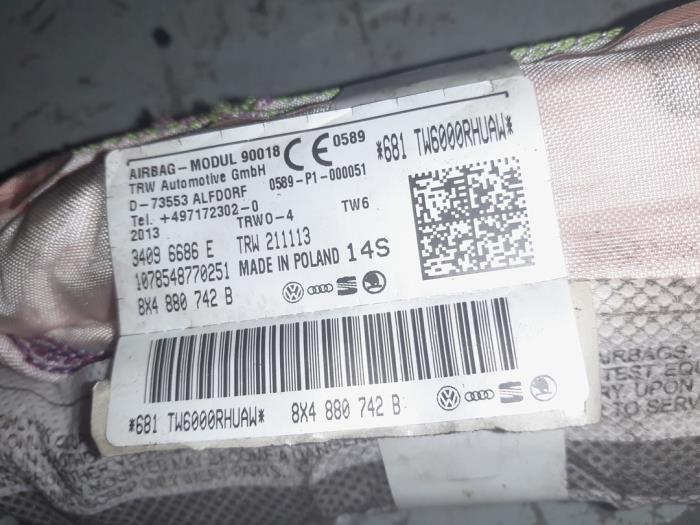 AIRBAG-MODUL 90018 CE 0589
TRW Automotive GmbH
D-73553 ALFDORF 0589-P1-000051
Tel. +497172302-0
2013 TRWO-4 TW6
3409 6686 E TRW 211113
1078548770251 MADE IN POLAND 14S
8X4 880 742 B
*681 TW6000RHUAW*
*681 TW6000RHUAW* 8X4 880 742 B
AIRBAGS
TEST EQU
UPON
TO SERV